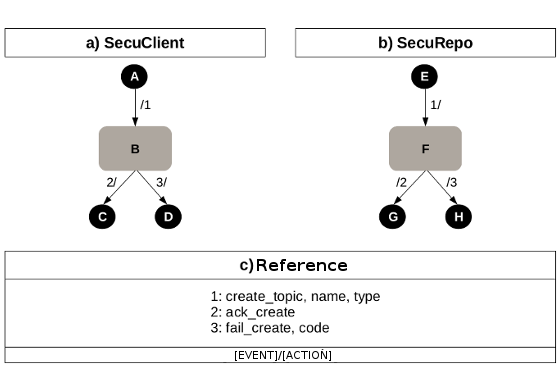 a) SecuClient
b) SecuRepo
A
/1
B
2/
3/
C
D
E
1/
F
/2
/3
G
H
c)Reference
1: create_topic, name, type
2: ack_create
3: fail_create, code
[EVENT]/[ACTION]